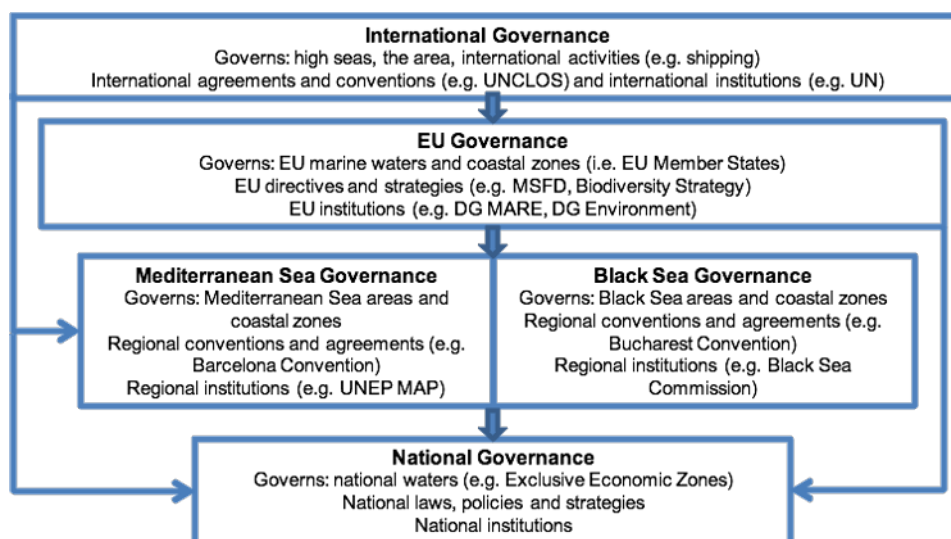 International Governance
Governs: high seas, the area, international activities (e.g. shipping)
International agreements and conventions (e.g. UNCLOS) and international institutions (e.g. UN)
EU Governance
Governs: EU marine waters and coastal zones (i.e. EU Member States)
EU directives and strategies (e.g. MSFD, Biodiversity Strategy)
EU institutions (e.g. DG MARE, DG Environment)
Mediterranean Sea Governance
Governs: Mediterranean Sea areas and
coastal zones
Regional conventions and agreements (e.g.
Barcelona Convention)
Regional institutions (e.g. UNEP MAP)
Black Sea Governance
Governs: Black Sea areas and coastal zones
Regional conventions and agreements (e.g.
Bucharest Convention)
Regional institutions (e.g. Black Sea
Commission)
National Governance
Governs: national waters (e.g. Exclusive Economic Zones)
National laws, policies and strategies
National institutions